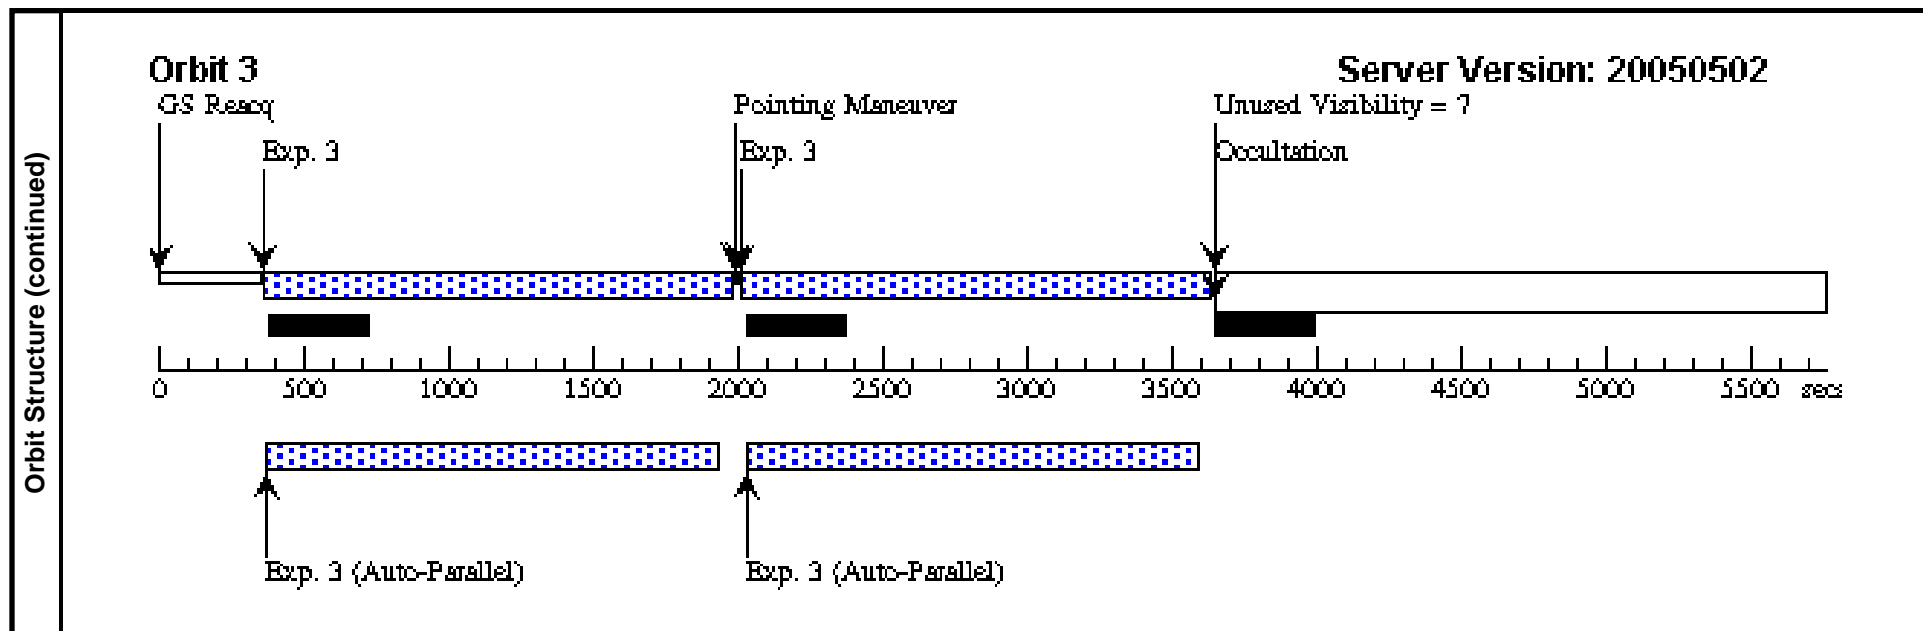 Orbit Structure (continued)
Orbit 3
Server Version: 20050502
GS Reacq
Pointing Maneuver
Unused Visibility = 7
Exp. 3
Exp. 3
Occultation
0 500 1000 1500 2000 2500 3000 3500 4000 4500 5000 5500 secs
Exp. 3 (Auto-Parallel)
Exp. 3 (Auto-Parallel)